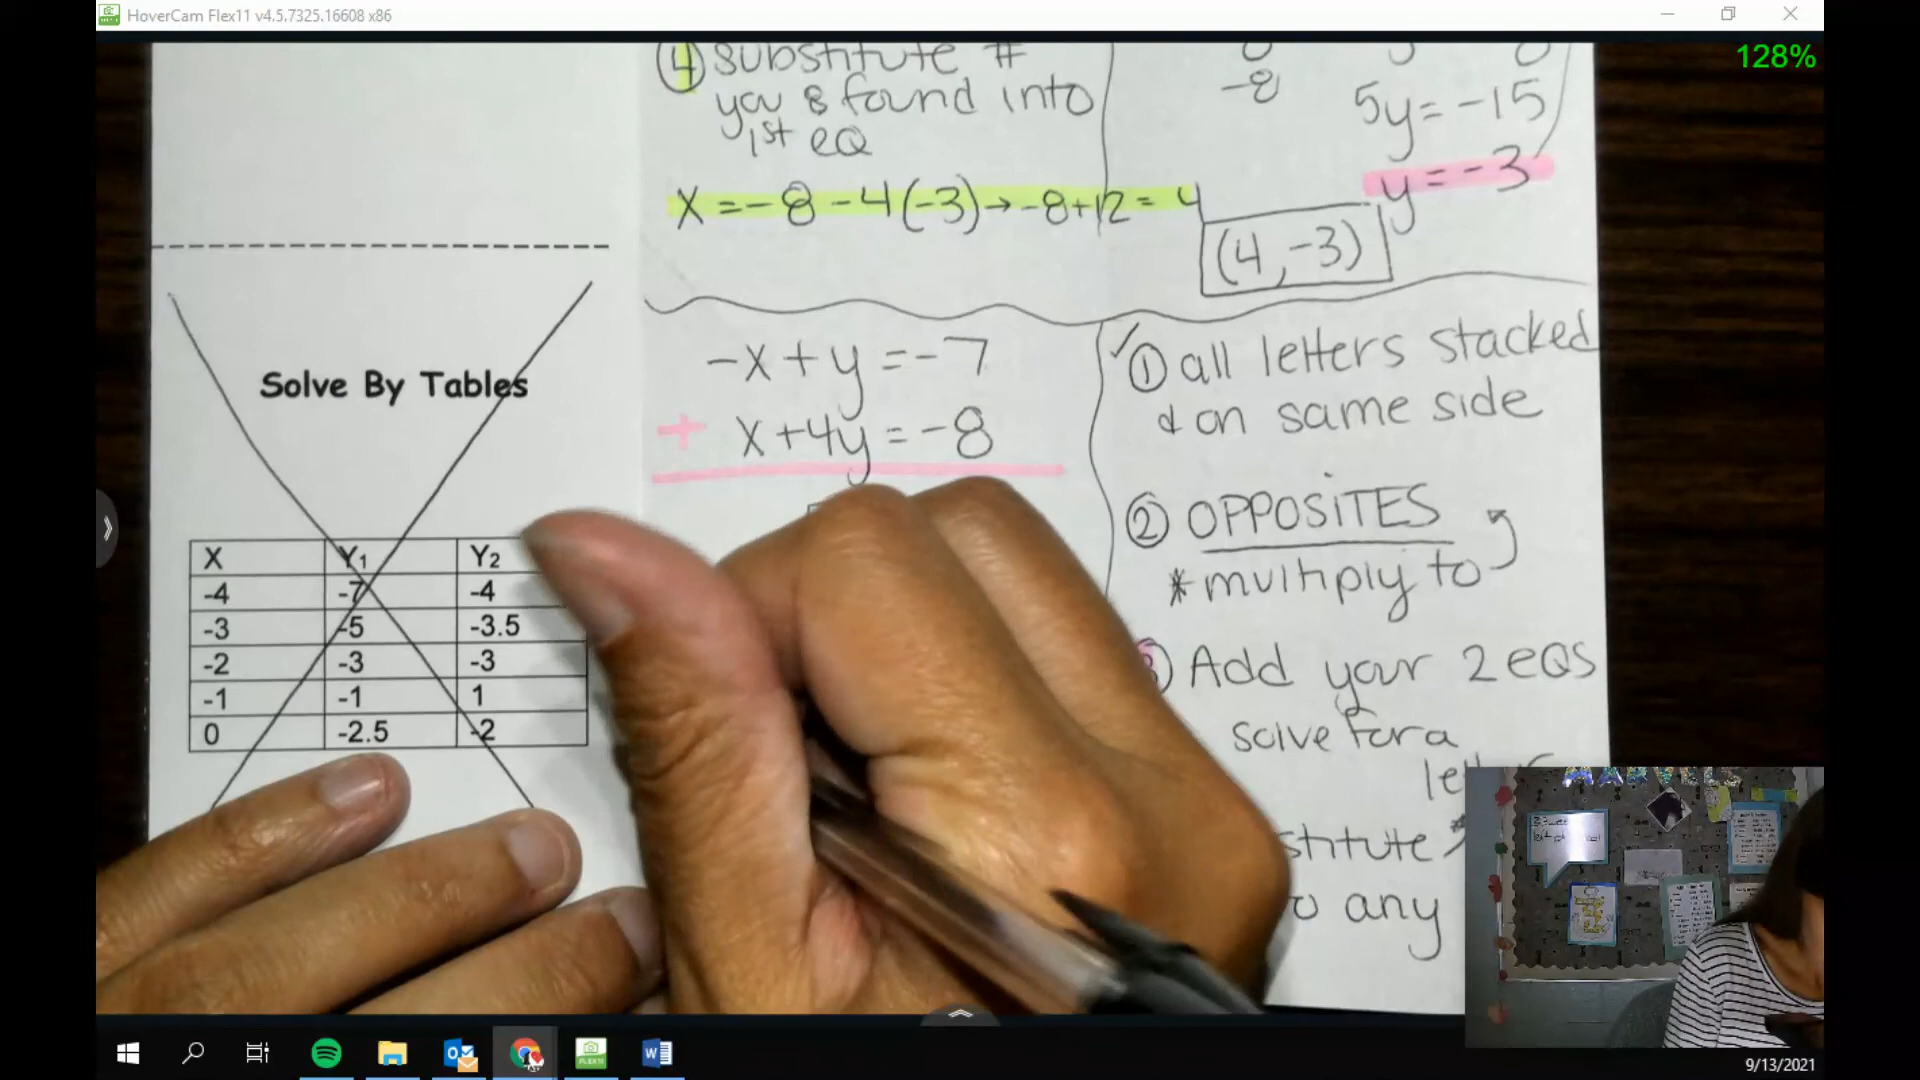 HoverCam Flex11 v4.5.7325.16608 x86
128%
④ substitute #
you 8 found into
1st eQ
X = -8 - 4(-3) → -8+12 = 4
-8
5y = -15
y = -3
(4, -3)
Solve By Tables
X Y1 Y2
-4 -7 -4
-3 -5 -3.5
-2 -3 -3
-1 -1 1
0 -2.5 -2
-x + y = -7
+ x + 4y = -8
✓① all letters stacked
& on same side
② OPPOSiTES
* multiply to
Add your 2 eQS
solve for a
stitute
any
FLEX11
9/13/2021